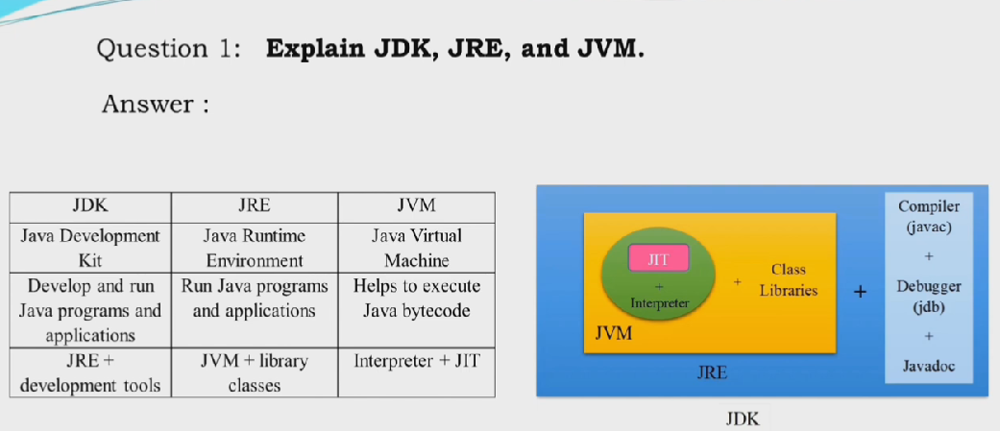 Question 1: Explain JDK, JRE, and JVM.
Answer :
JDK
JRE
JVM
Java Development
Kit
Java Runtime
Environment
Java Virtual
Machine
Develop and run
Java programs and
applications
Run Java programs
and applications
Helps to execute
Java bytecode
JRE +
development tools
JVM + library
classes
Interpreter + JIT
JIT
+
Interpreter
JVM
+
Class
Libraries
JRE
+
Compiler
(javac)
+
Debugger
(jdb)
+
Javadoc
JDK